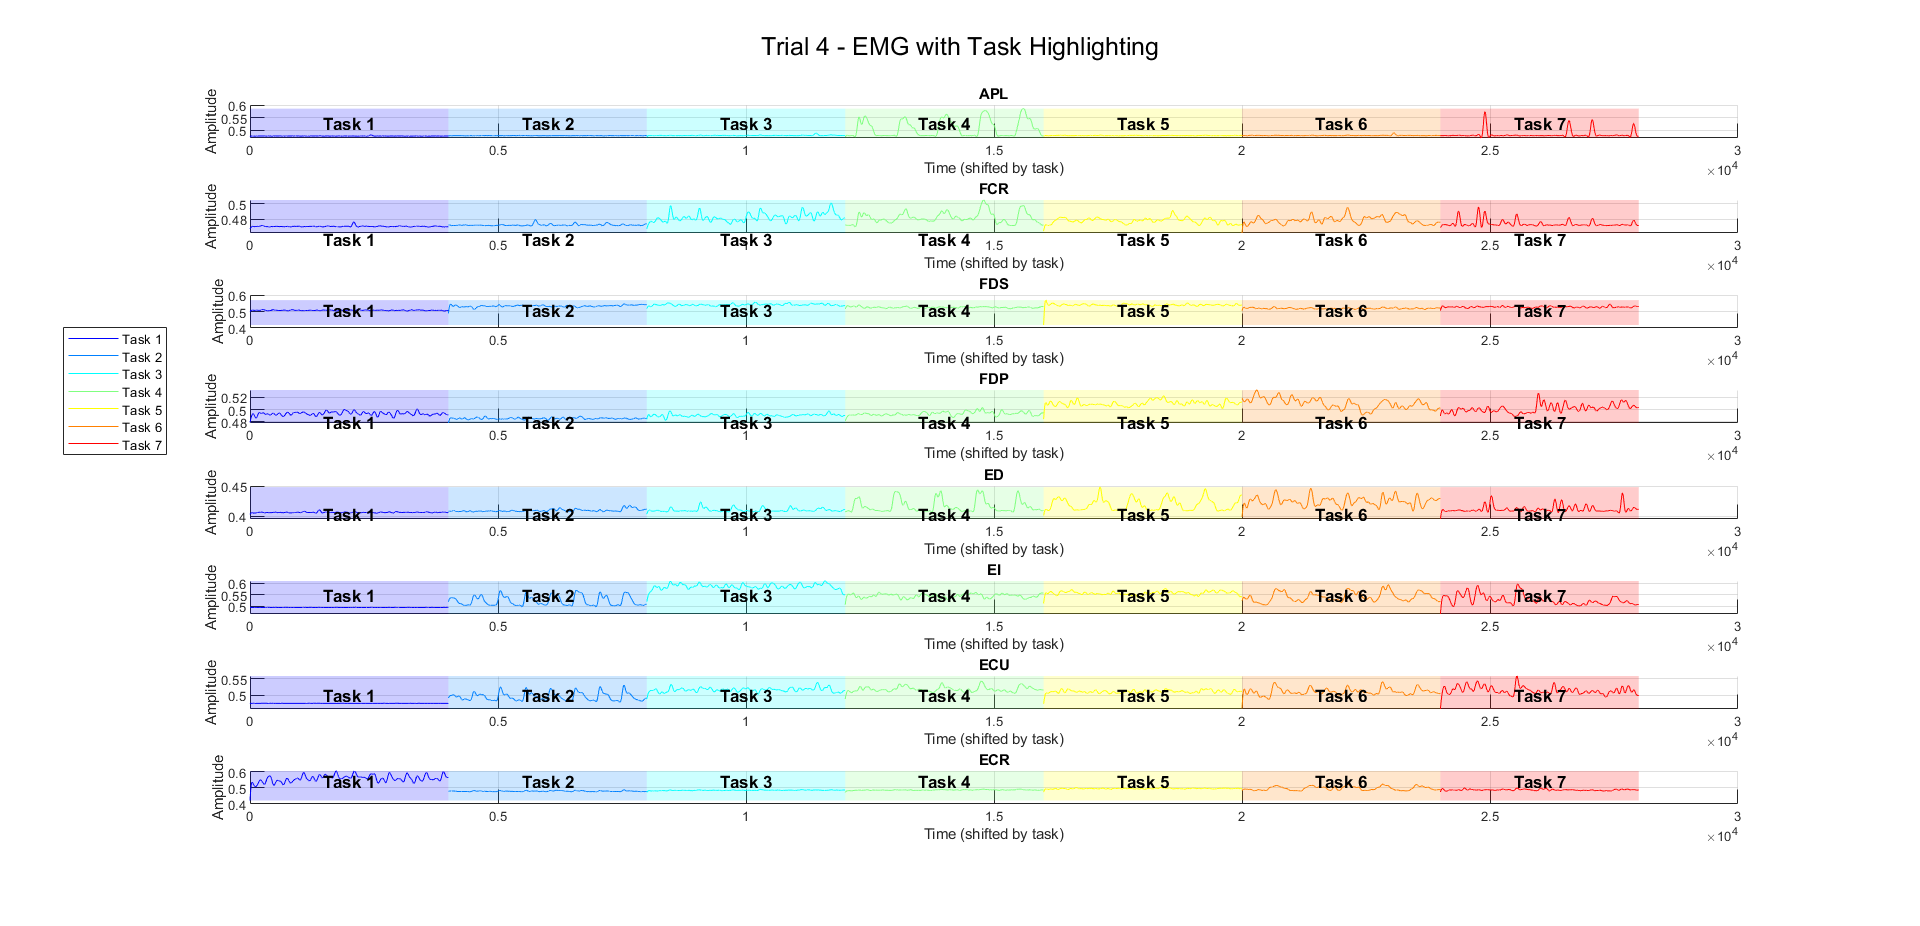 Trial 4 - EMG with Task Highlighting
APL
Amplitude
0.6
0.55
0.5
Task 1 Task 2 Task 3 Task 4 Task 5 Task 6 Task 7
0 0.5 1 1.5 2 2.5 3
Time (shifted by task)
×10^4
FCR
Amplitude
0.5
0.48
Task 1 Task 2 Task 3 Task 4 Task 5 Task 6 Task 7
0 0.5 1 1.5 2 2.5 3
Time (shifted by task)
×10^4
FDS
Amplitude
0.6
0.5
0.4
Task 1 Task 2 Task 3 Task 4 Task 5 Task 6 Task 7
0 0.5 1 1.5 2 2.5 3
Time (shifted by task)
×10^4
Task 1
Task 2
Task 3
Task 4
Task 5
Task 6
Task 7
FDP
Amplitude
0.52
0.5
0.48
Task 1 Task 2 Task 3 Task 4 Task 5 Task 6 Task 7
0 0.5 1 1.5 2 2.5 3
Time (shifted by task)
×10^4
ED
Amplitude
0.45
0.4
Task 1 Task 2 Task 3 Task 4 Task 5 Task 6 Task 7
0 0.5 1 1.5 2 2.5 3
Time (shifted by task)
×10^4
EI
Amplitude
0.6
0.55
0.5
Task 1 Task 2 Task 3 Task 4 Task 5 Task 6 Task 7
0 0.5 1 1.5 2 2.5 3
Time (shifted by task)
×10^4
ECU
Amplitude
0.55
0.5
Task 1 Task 2 Task 3 Task 4 Task 5 Task 6 Task 7
0 0.5 1 1.5 2 2.5 3
Time (shifted by task)
×10^4
ECR
Amplitude
0.6
0.5
0.4
Task 1 Task 2 Task 3 Task 4 Task 5 Task 6 Task 7
0 0.5 1 1.5 2 2.5 3
Time (shifted by task)
×10^4